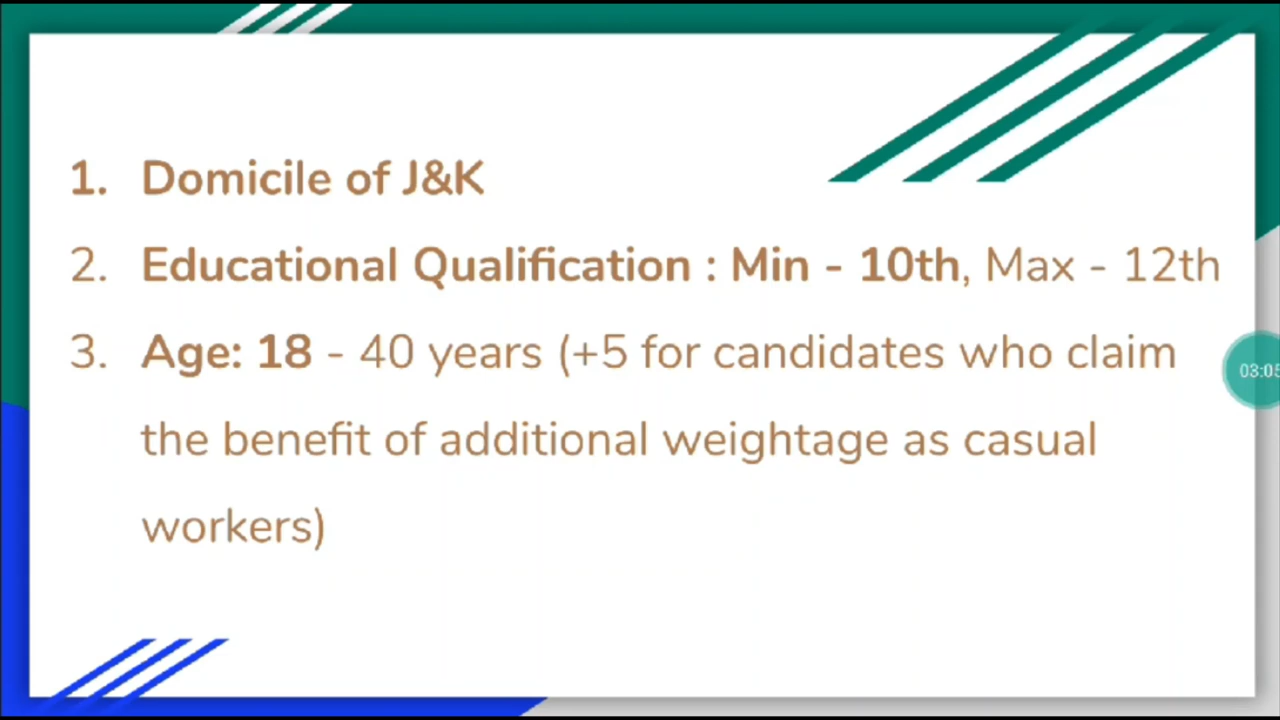 1. Domicile of J&K
2. Educational Qualification : Min - 10th, Max - 12th
3. Age: 18 - 40 years (+5 for candidates who claim
the benefit of additional weightage as casual
workers)
03:05